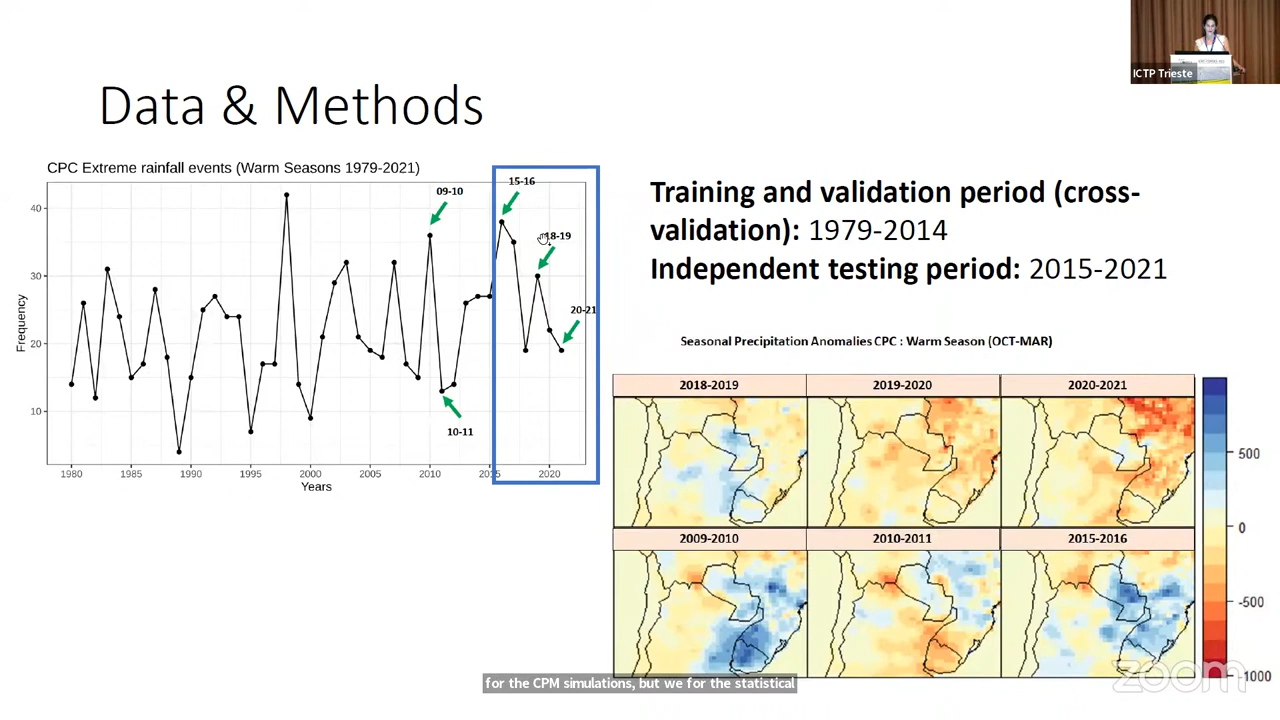 ICTP Trieste
Data & Methods
CPC Extreme rainfall events (Warm Seasons 1979-2021)
Frequency
40
30
20
10
09-10
15-16
18-19
20-21
10-11
1980
1985
1990
1995
2000
2005
2010
2015
2020
Years
Training and validation period (cross-
validation): 1979-2014
Independent testing period: 2015-2021
Seasonal Precipitation Anomalies CPC : Warm Season (OCT-MAR)
2018-2019
2019-2020
2020-2021
2009-2010
2010-2011
2015-2016
500
0
-500
-1000
zoom
for the CPM simulations, but we for the statistical